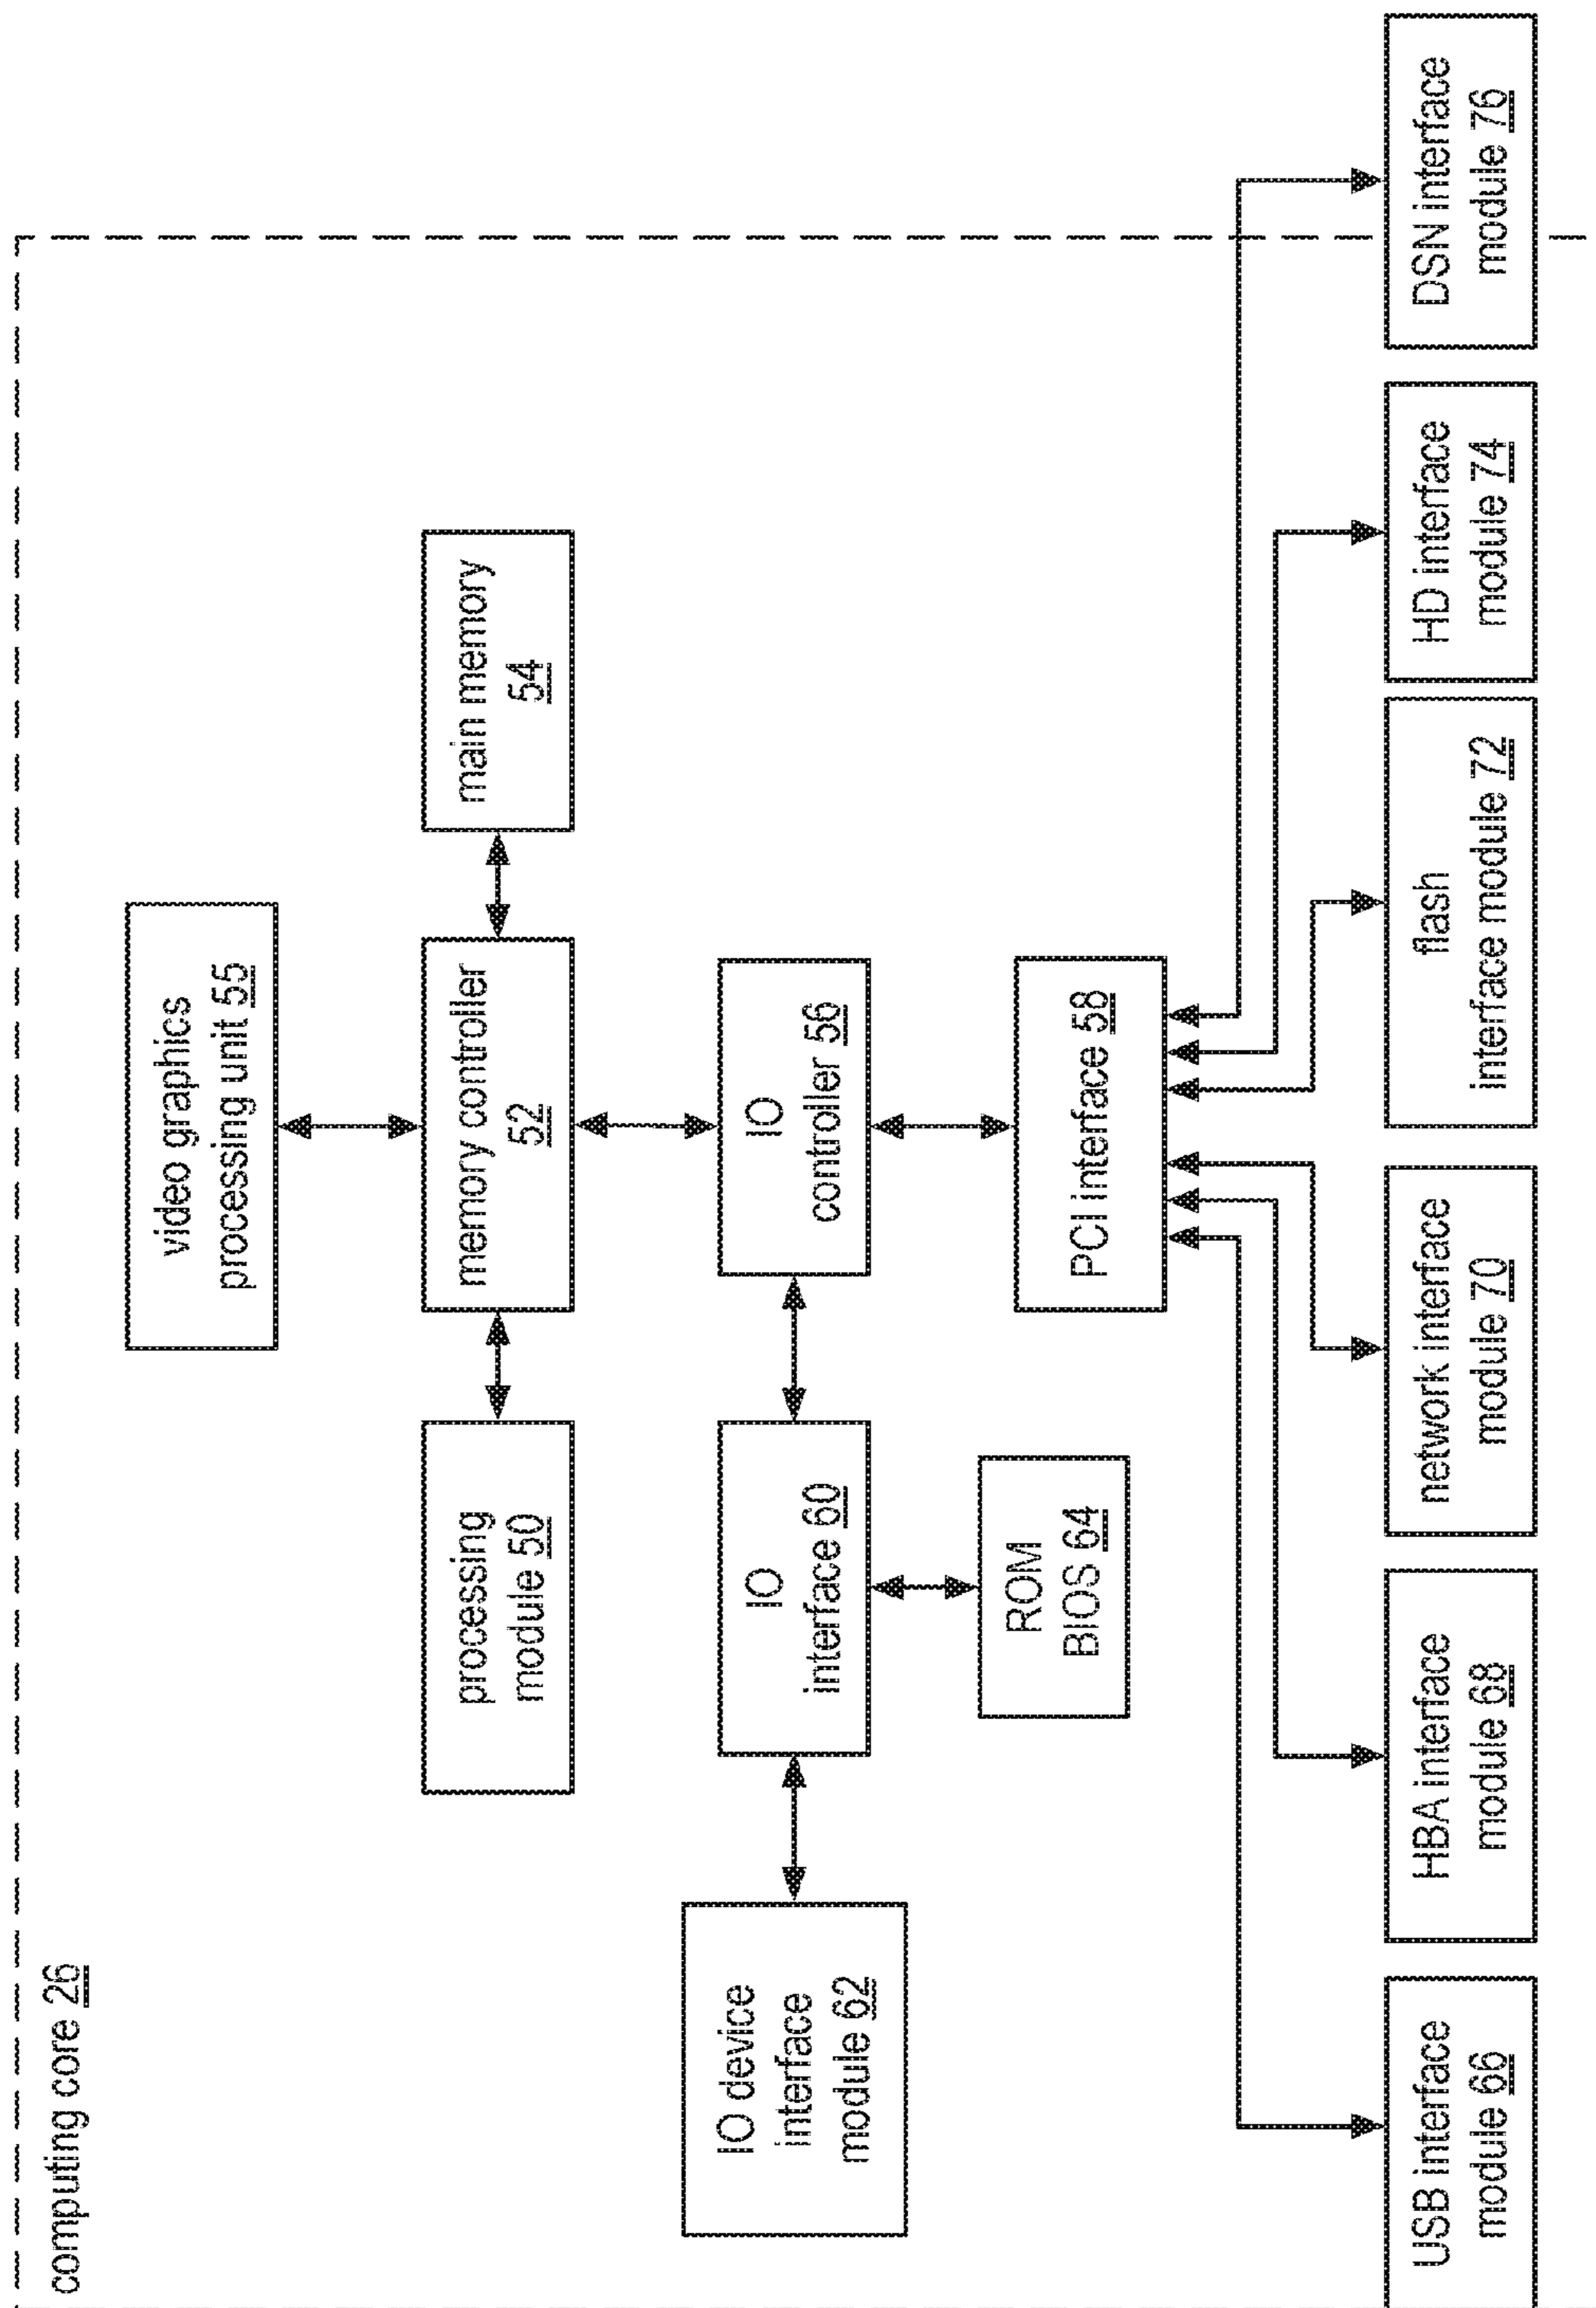 computing core 26
video graphics
processing unit 55
processing
module 50
memory controller
52
main memory
54
IO device
interface
module 62
IO
interface 60
IO
controller 56
ROM
BIOS 64
PCI interface 58
USB interface
module 66
HBA interface
module 68
network interface
module 70
flash
interface module 72
HD interface
module 74
DSN interface
module 76